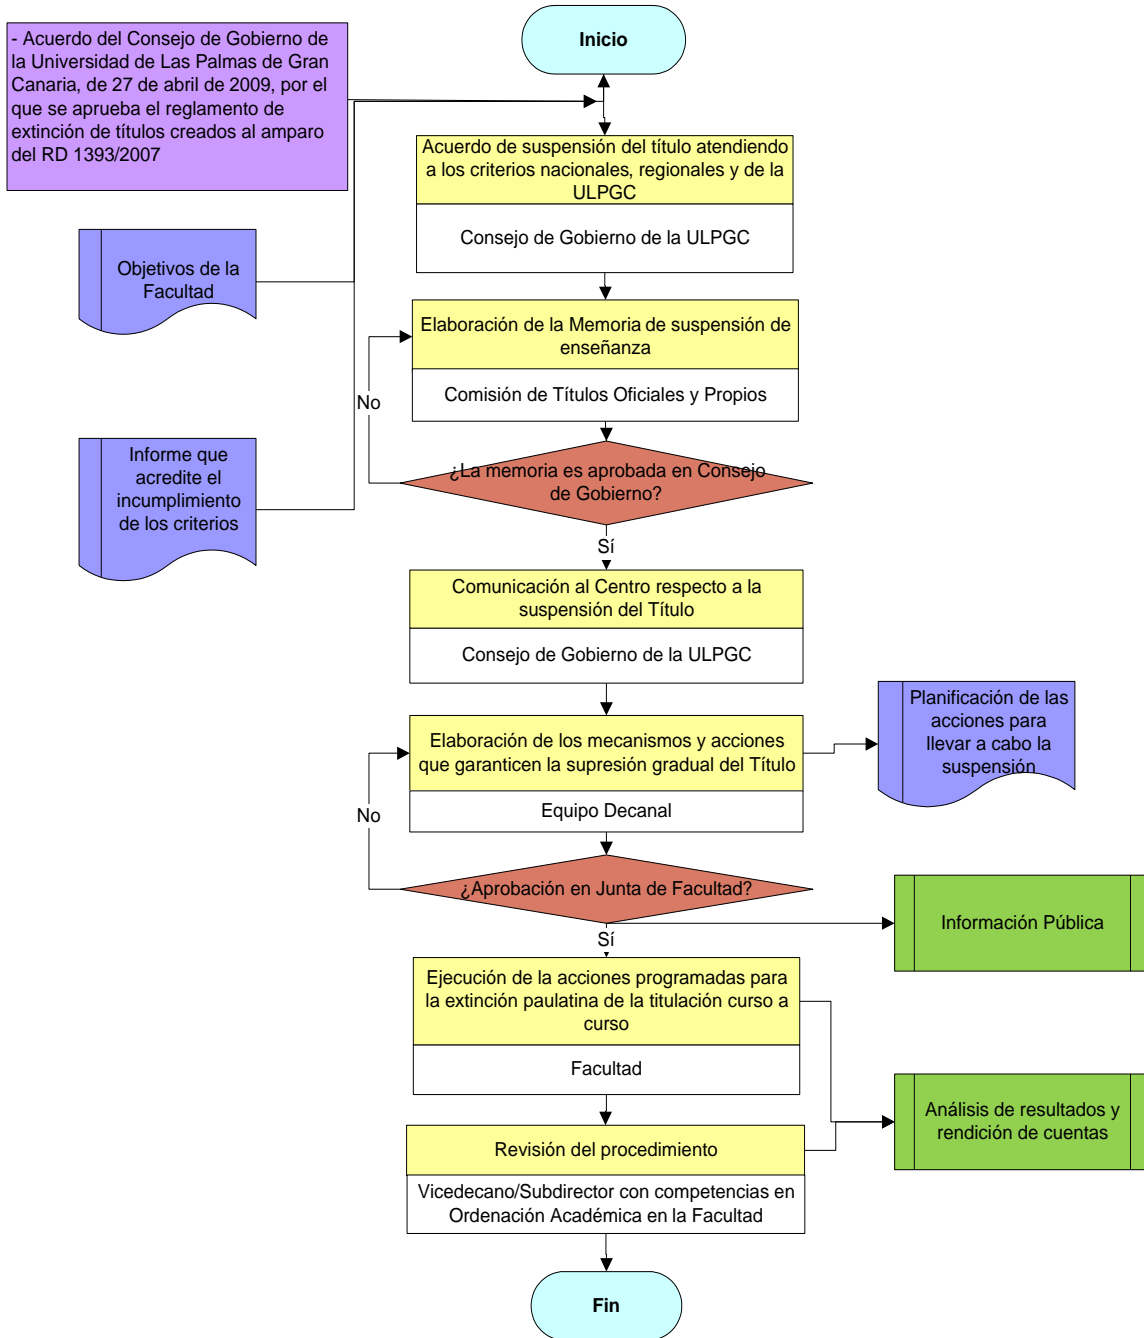 Inicio
- Acuerdo del Consejo de Gobierno de
la Universidad de Las Palmas de Gran
Canaria, de 27 de abril de 2009, por el
que se aprueba el reglamento de
extinción de títulos creados al amparo
del RD 1393/2007
Acuerdo de suspensión del título atendiendo
a los criterios nacionales, regionales y de la
ULPGC
Consejo de Gobierno de la ULPGC
Objetivos de la
Facultad
Elaboración de la Memoria de suspensión de
enseñanza
Comisión de Títulos Oficiales y Propios
No
Informe que
acredite el
incumplimiento
de los criterios
¿La memoria es aprobada en Consejo
de Gobierno?
Sí
Comunicación al Centro respecto a la
suspensión del Título
Consejo de Gobierno de la ULPGC
Planificación de las
acciones para
llevar a cabo la
suspensión
Elaboración de los mecanismos y acciones
que garanticen la supresión gradual del Título
Equipo Decanal
No
¿Aprobación en Junta de Facultad?
Información Pública
Sí
Ejecución de la acciones programadas para
la extinción paulatina de la titulación curso a
curso
Facultad
Análisis de resultados y
rendición de cuentas
Revisión del procedimiento
Vicedecano/Subdirector con competencias en
Ordenación Académica en la Facultad
Fin